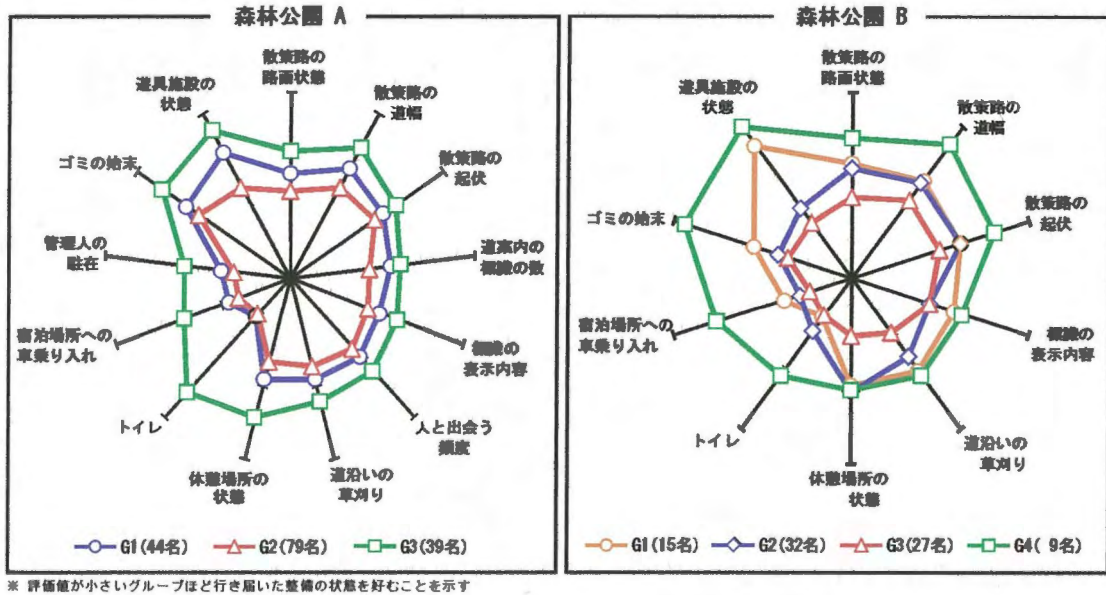 森林公園 A
散策路の
路面状態
散策路の
道幅
散策路の
起伏
道案内の
標識の数
標識の
表示内容
人と出会う
頻度
道沿いの
草刈り
休憩場所の
状態
トイレ
宿泊場所への
車乗り入れ
管理人の
駐在
ゴミの始末
遊具施設の
状態
G1(44名)
G2(79名)
G3(39名)
森林公園 B
散策路の
路面状態
散策路の
道幅
散策路の
起伏
標識の
表示内容
道沿いの
草刈り
休憩場所の
状態
トイレ
宿泊場所への
車乗り入れ
ゴミの始末
遊具施設の
状態
G1(15名)
G2(32名)
G3(27名)
G4( 9名)
※ 評価値が小さいグループほど行き届いた整備の状態を好むことを示す